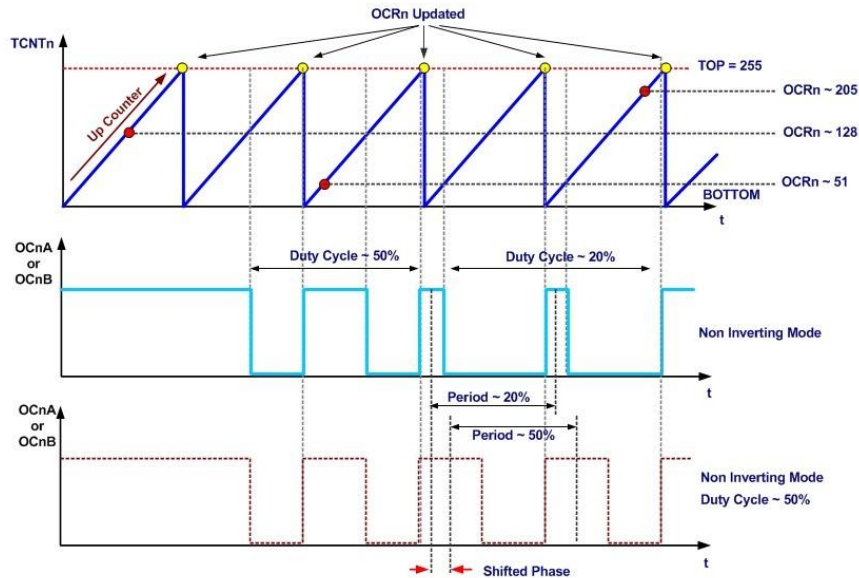 OCRn Updated
TCNTn
TOP = 255
Up Counter
OCRn ~ 205
OCRn ~ 128
OCRn ~ 51
BOTTOM
t
OCnA
or
OCnB
Duty Cycle ~ 50%
Duty Cycle ~ 20%
Non Inverting Mode
t
Period ~ 20%
OCnA
or
OCnB
Period ~ 50%
Non Inverting Mode
Duty Cycle ~ 50%
t
Shifted Phase